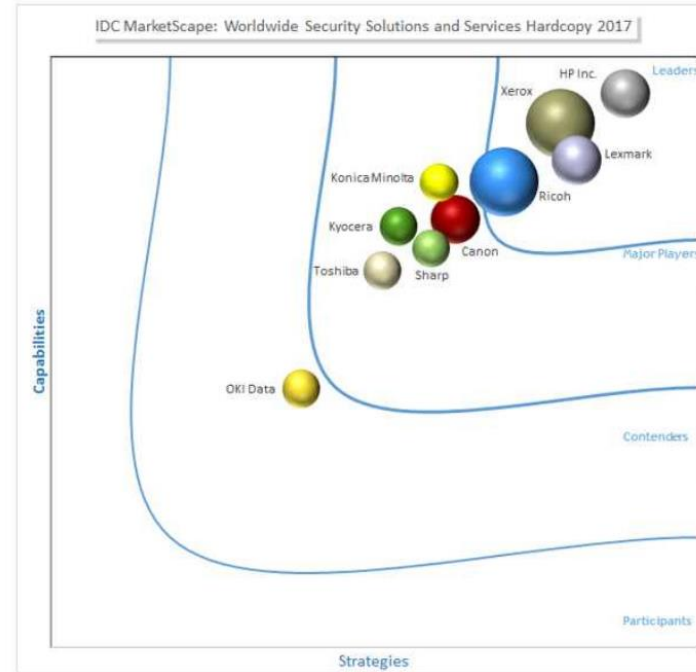 IDC MarketScape: Worldwide Security Solutions and Services Hardcopy 2017
HP Inc.
Leaders
Xerox
Lexmark
Konica Minolta
Ricoh
Kyocera
Canon
Major Players
Toshiba
Sharp
Capabilities
OKI Data
Contenders
Participants
Strategies